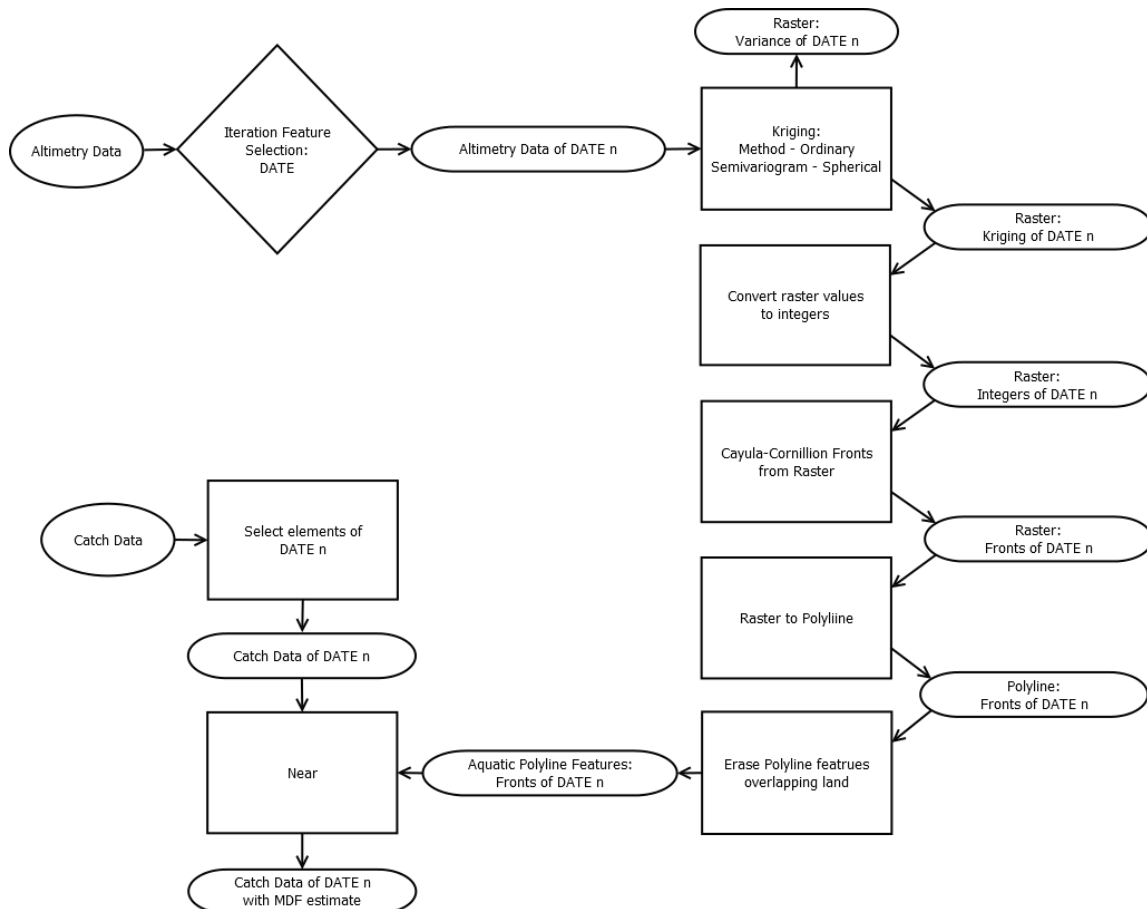 Raster:
Variance of DATE n
Altimetry Data
Iteration Feature
Selection:
DATE
Altimetry Data of DATE n
Kriging:
Method - Ordinary
Semivariogram - Spherical
Raster:
Kriging of DATE n
Convert raster values
to integers
Raster:
Integers of DATE n
Cayula-Cornillion Fronts
from Raster
Raster:
Fronts of DATE n
Raster to Polyliine
Polyline:
Fronts of DATE n
Erase Polyline featrues
overlapping land
Aquatic Polyline Features:
Fronts of DATE n
Catch Data
Select elements of
DATE n
Catch Data of DATE n
Near
Catch Data of DATE n
with MDF estimate